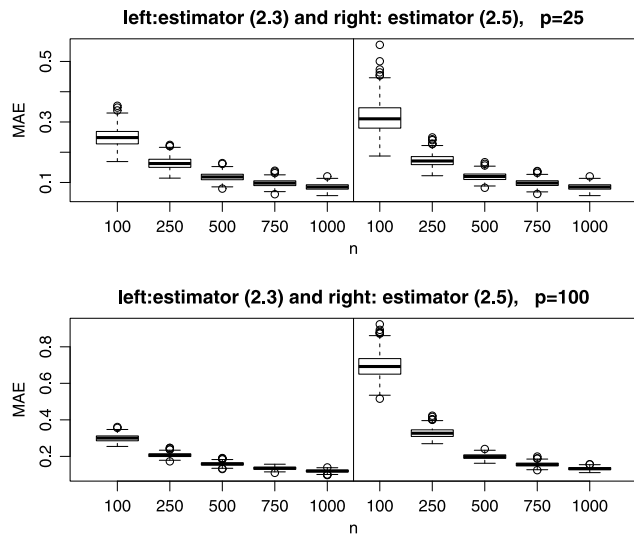 left:estimator (2.3) and right: estimator (2.5), p=25
MAE
0.5
0.3
0.1
100 250 500 750 1000 100 250 500 750 1000
n
left:estimator (2.3) and right: estimator (2.5), p=100
MAE
0.8
0.6
0.4
0.2
100 250 500 750 1000 100 250 500 750 1000
n